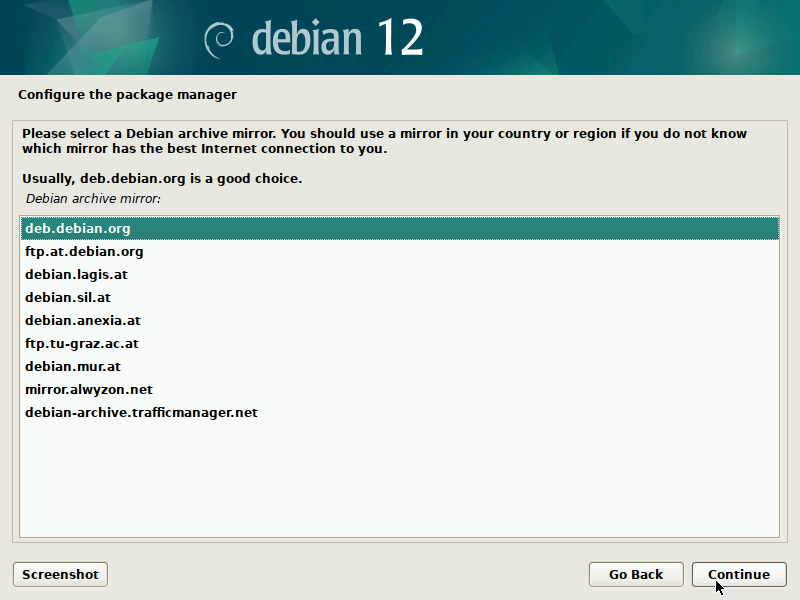 debian 12
Configure the package manager
Please select a Debian archive mirror. You should use a mirror in your country or region if you do not know
which mirror has the best Internet connection to you.
Usually, deb.debian.org is a good choice.
Debian archive mirror:
deb.debian.org
ftp.at.debian.org
debian.lagis.at
debian.sil.at
debian.anexia.at
ftp.tu-graz.ac.at
debian.mur.at
mirror.alwyzon.net
debian-archive.trafficmanager.net
Screenshot
Go Back
Continue